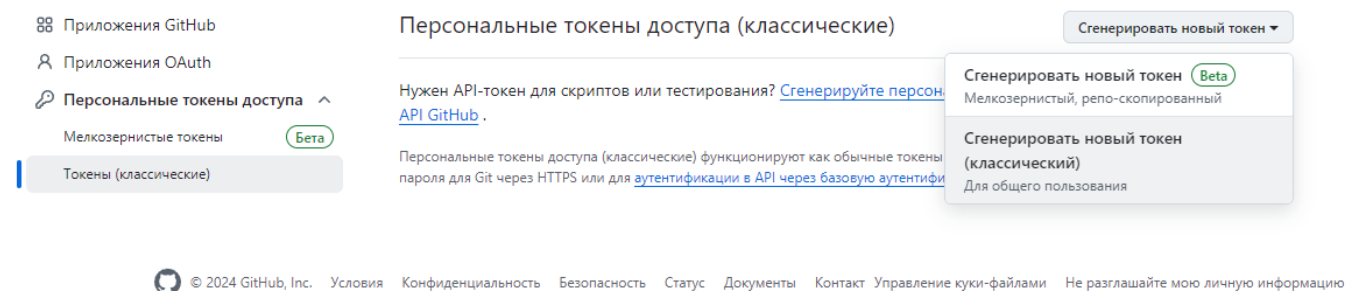 Приложения GitHub
Приложения OAuth
Персональные токены доступа
Мелкозернистые токены Бета
Токены (классические)
Персональные токены доступа (классические)
Сгенерировать новый токен
Нужен API-токен для скриптов или тестирования? Сгенерируйте
API GitHub .
Персональные токены доступа (классические) функционируют как обычные токены
пароля для Git через HTTPS или для аутентификации в API через базовую
Сгенерировать новый токен Beta
Мелкозернистый, репо-скопированный
Сгенерировать новый токен
(классический)
Для общего пользования
© 2024 GitHub, Inc. Условия Конфиденциальность Безопасность Статус Документы Контакт Управление куки-файлами Не разглашайте мою личную информацию